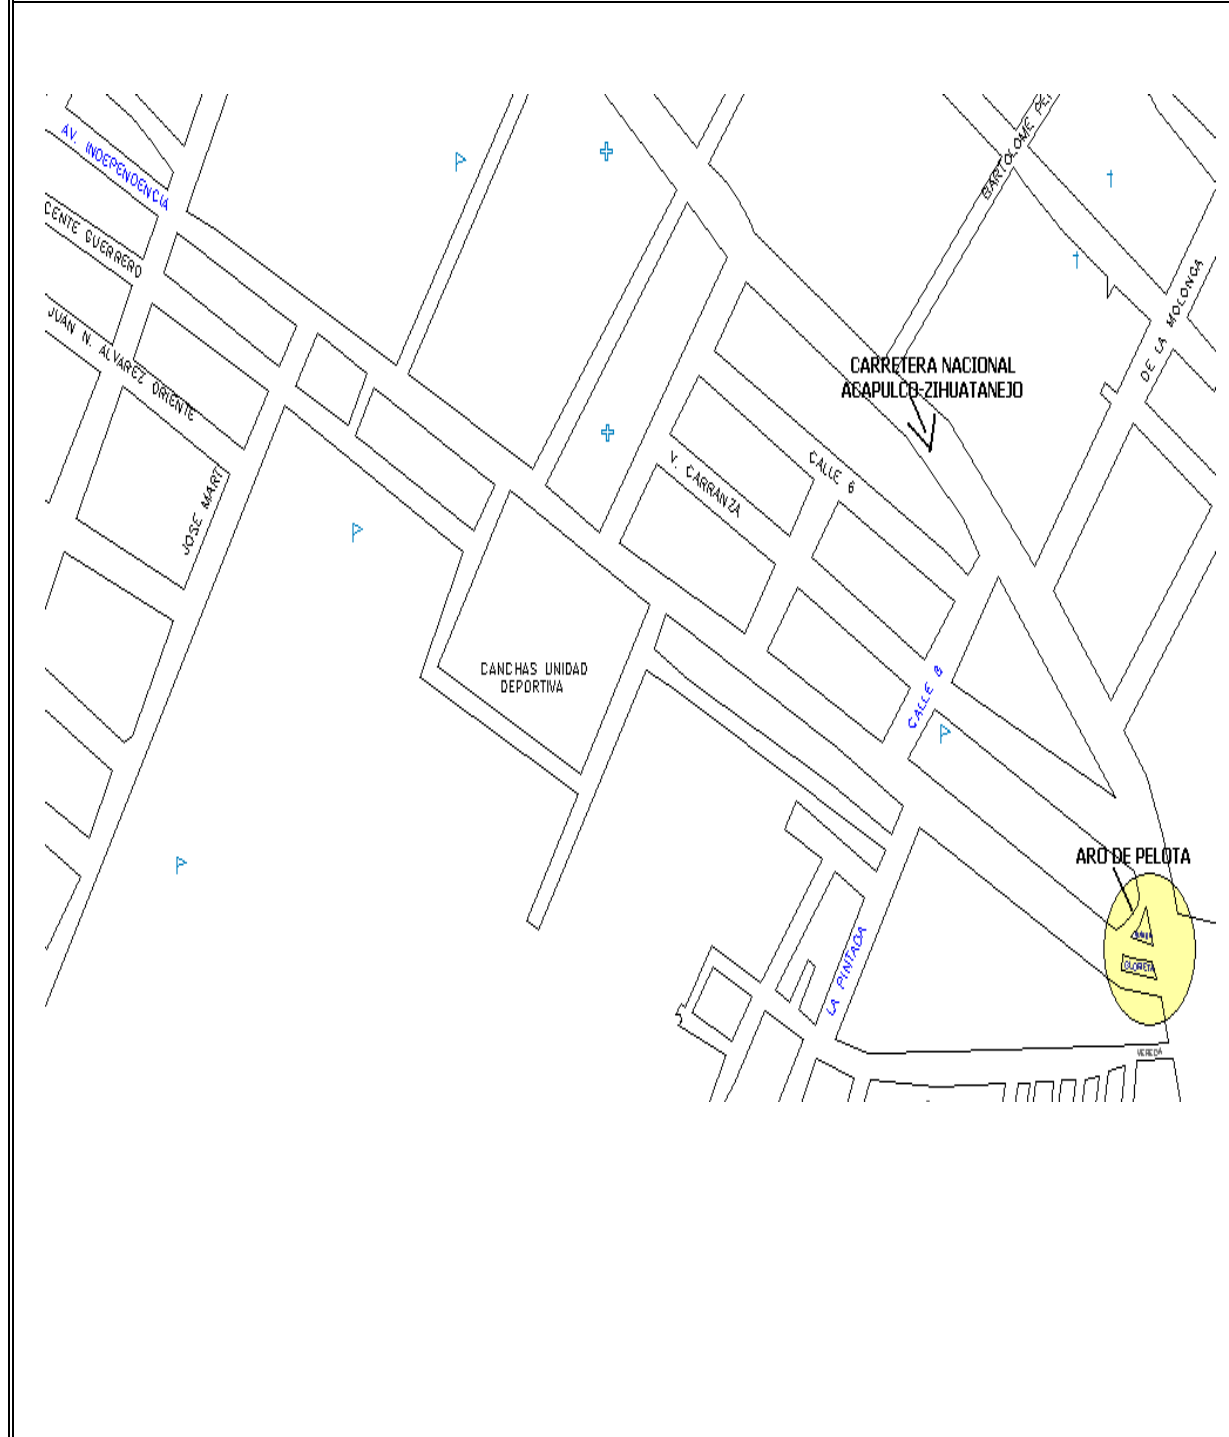 AV. INDEPENDENCIA
CENTE GUERRERO
JUAN N. ALVAREZ ORIENTE
JOSE MART
BARTOLOME PE
DE LA MOLONGA
CARRETERA NACIONAL
ACAPULCO-ZIHUATANEJO
CALLE 6
V. CARRANZA
CANCHAS UNIDAD
DEPORTIVA
CALLE 8
ARO DE PELOTA
GLORIETA
LA PINTADA
VEREDA